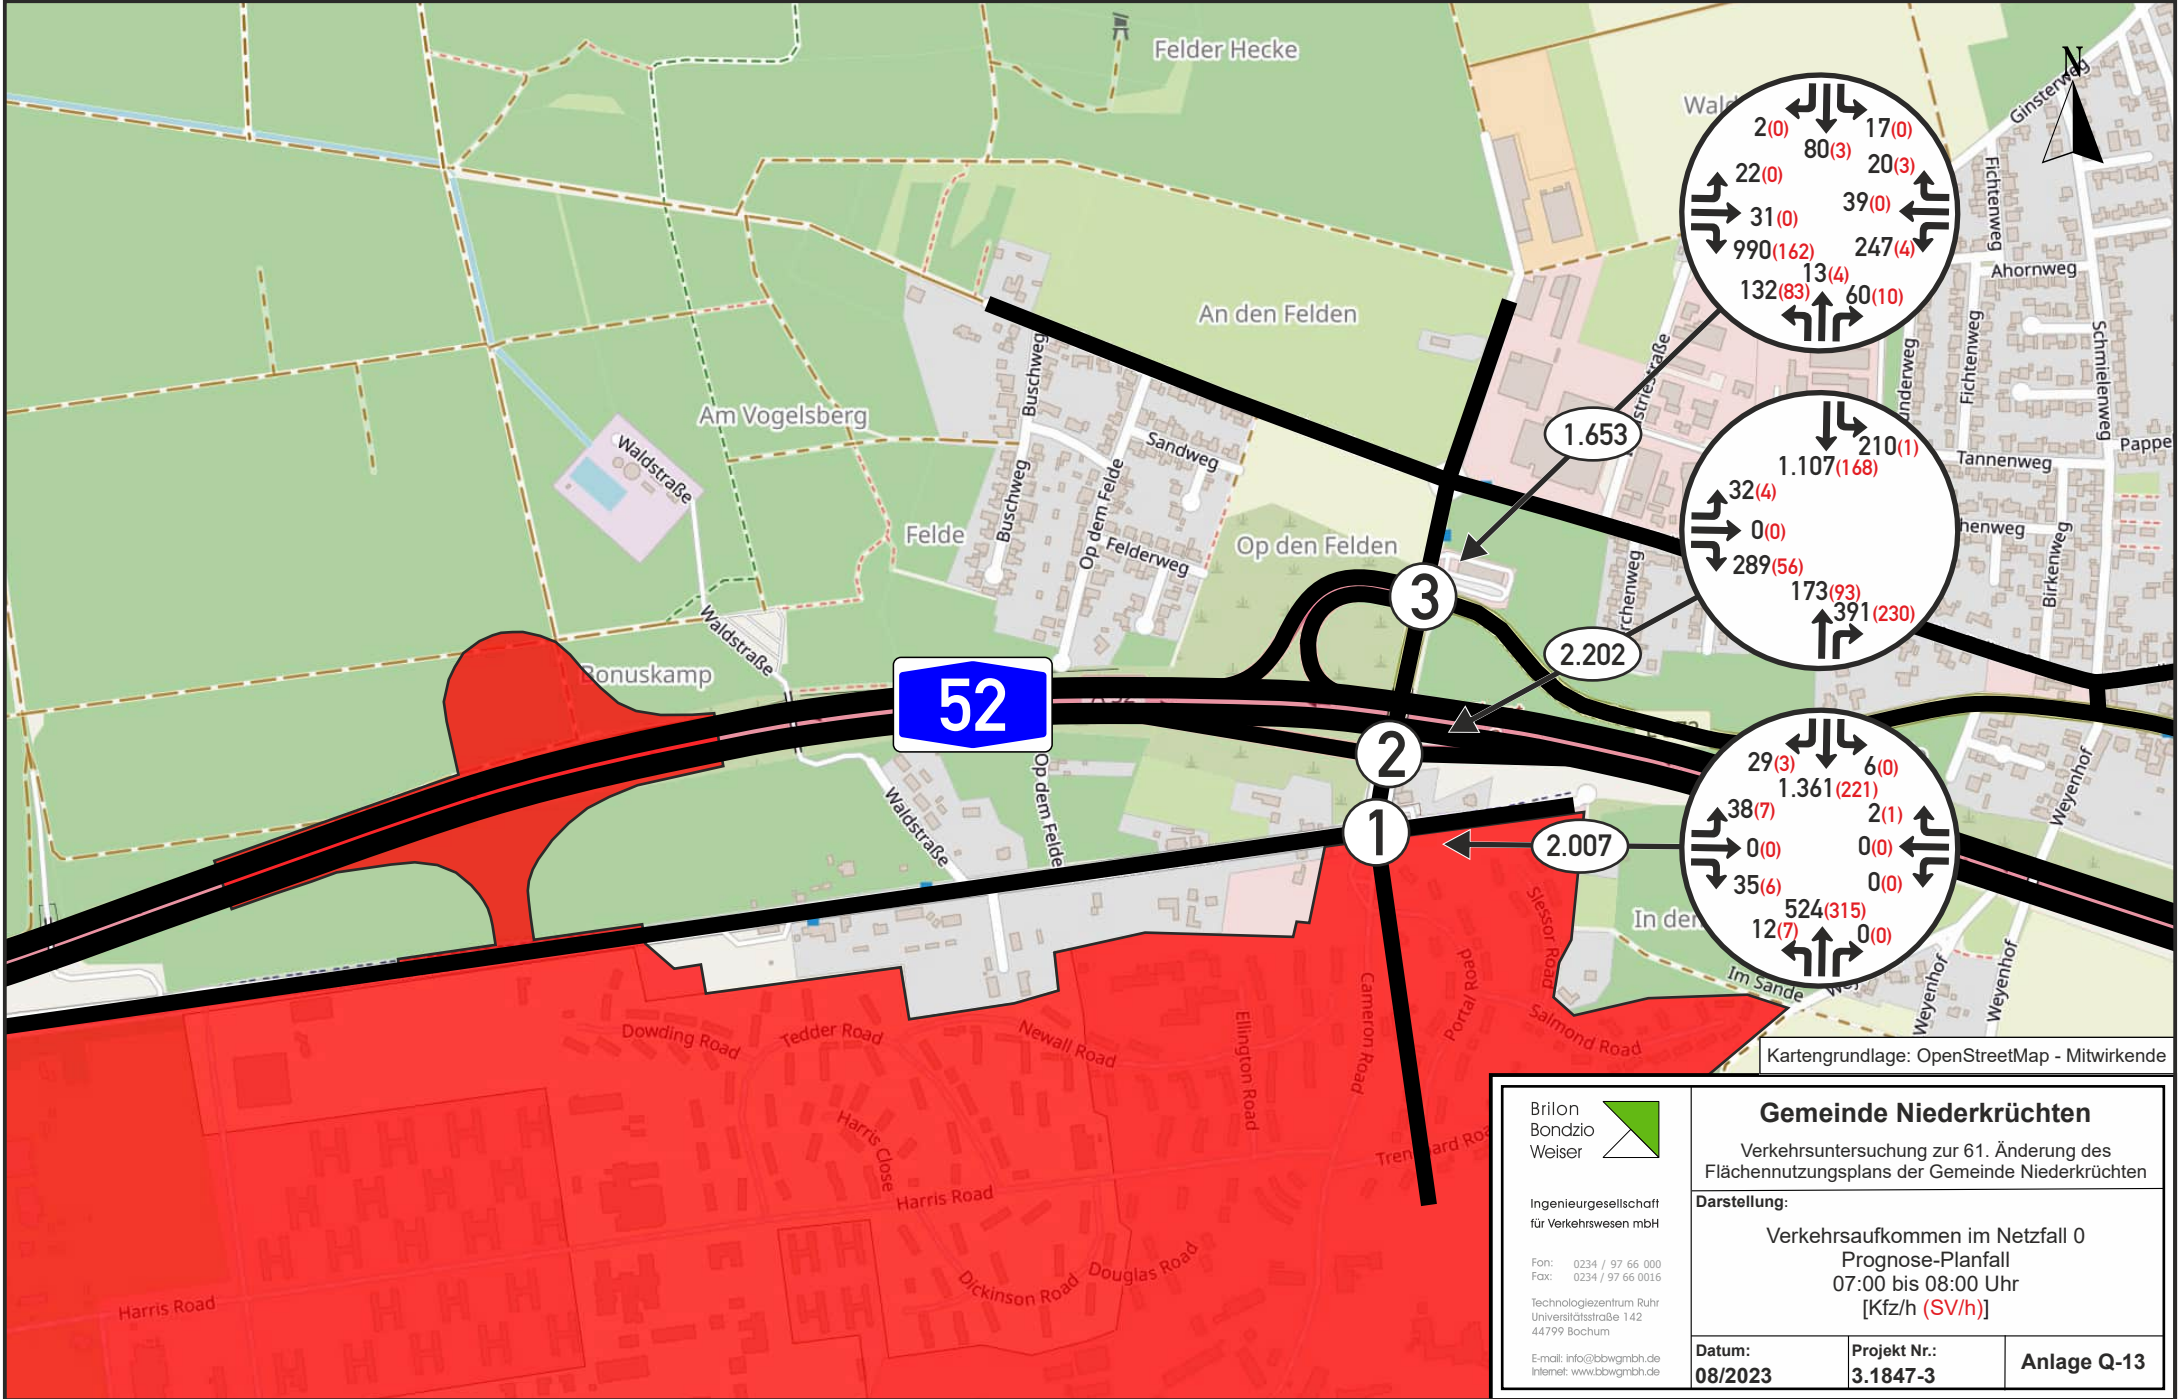 Felder Hecke
N
Ginsterweg
2(0)
17(0)
80(3)
20(3)
22(0)
39(0)
31(0)
990(162)
247(4)
13(4)
132(83)
60(10)
Fichtenweg
Ahornweg
An den Felden
Buschweg
Fichtenweg
Schmielenweg
Am Vogelsberg
Waldstraße
Sandweg
1.653
210(1)
1.107(168)
Tannenweg
32(4)
0(0)
289(56)
173(93)
391(230)
Buschweg
Op dem Felde
Felde
Felderweg
Op den Felden
Birkenweg
3
Waldstraße
Bonuskamp
52
2.202
2
Op dem Felde
Waldstraße
1
2.007
29(3)
6(0)
1.361(221)
38(7)
2(1)
0(0)
0(0)
35(6)
0(0)
524(315)
12(7)
0(0)
Weyenhof
Slessor Road
Im Sande
Weyenhof
Weyenhof
Dowding Road
Tedder Road
Newall Road
Ellington Road
Cameron Road
Portal Road
Salmond Road
Harris Close
Harris Road
Harris Road
Dickinson Road
Douglas Road
Kartengrundlage: OpenStreetMap - Mitwirkende
Brilon
Bondzio
Weiser
Ingenieurgesellschaft
für Verkehrswesen mbH
Fon: 0234 / 97 66 000
Fax: 0234 / 97 66 0016
Technologiezentrum Ruhr
Universitätsstraße 142
44799 Bochum
E-mail: info@bbwgmbh.de
Internet: www.bbwgmbh.de
Gemeinde Niederkrüchten
Verkehrsuntersuchung zur 61. Änderung des
Flächennutzungsplans der Gemeinde Niederkrüchten
Darstellung:
Verkehrsaufkommen im Netzfall 0
Prognose-Planfall
07:00 bis 08:00 Uhr
[Kfz/h (SV/h)]
Datum:
08/2023
Projekt Nr.:
3.1847-3
Anlage Q-13